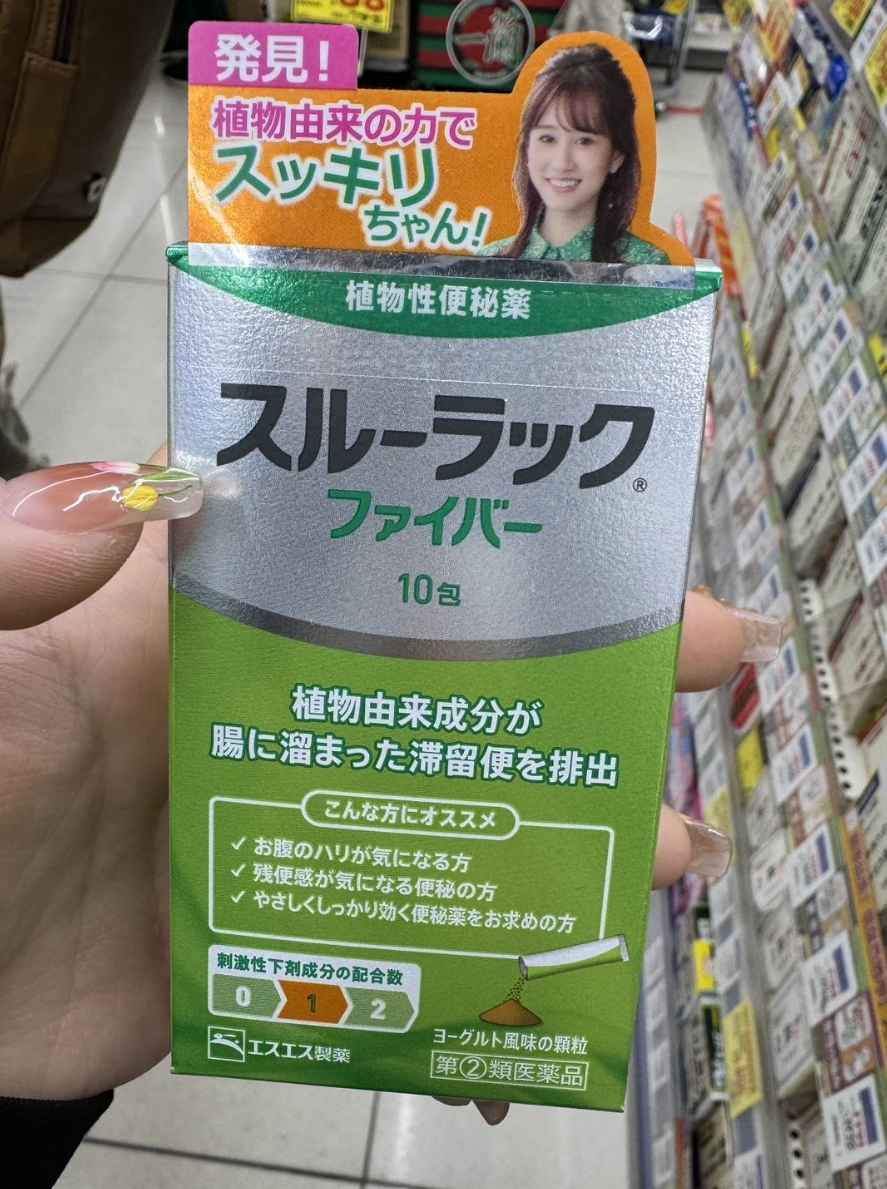 発見!
植物由来の力で
スッキリ
ちゃん!
植物性便秘薬
スルーラック®
ファイバー
10包
植物由来成分が
腸に溜まった滞留便を排出
こんな方にオススメ
✓ お腹のハリが気になる方
✓ 残便感が気になる便秘の方
✓ やさしくしっかり効く便秘薬をお求めの方
刺激性下剤成分の配合数
0 1 2
ヨーグルト風味の顆粒
エスエス製薬
第②類医薬品